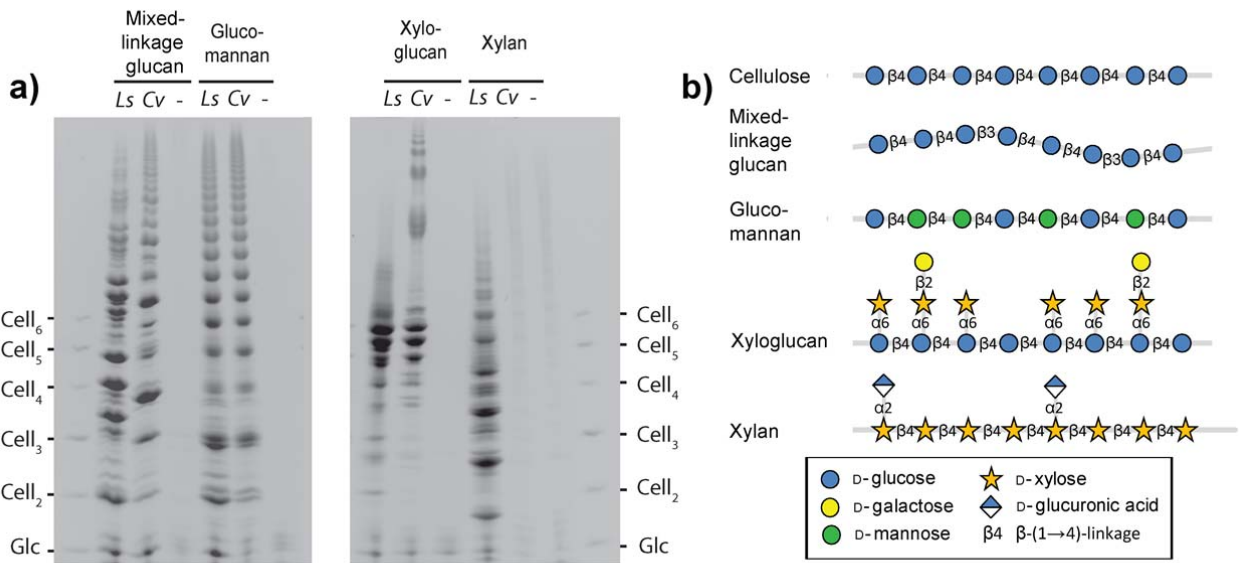 a)
Mixed-
linkage
glucan
Gluco-
mannan
Ls Cv - Ls Cv -
Xylo-
glucan
Xylan
Ls Cv - Ls Cv -
Cell6
Cell5
Cell4
Cell3
Cell2
Glc
Cell6
Cell5
Cell4
Cell3
Cell2
Glc
b)
Cellulose
β4 β4 β4 β4 β4 β4 β4
Mixed-
linkage
glucan
β4 β4 β3 β4 β4 β3 β4
Gluco-
mannan
β4 β4 β4 β4 β4 β4 β4
β2 β2
α6 α6 α6 α6 α6 α6
Xyloglucan
β4 β4 β4 β4 β4 β4 β4
α2 α2
Xylan
β4 β4 β4 β4 β4 β4 β4
D-glucose
D-xylose
D-galactose
D-glucuronic acid
D-mannose
β4 β-(1→4)-linkage